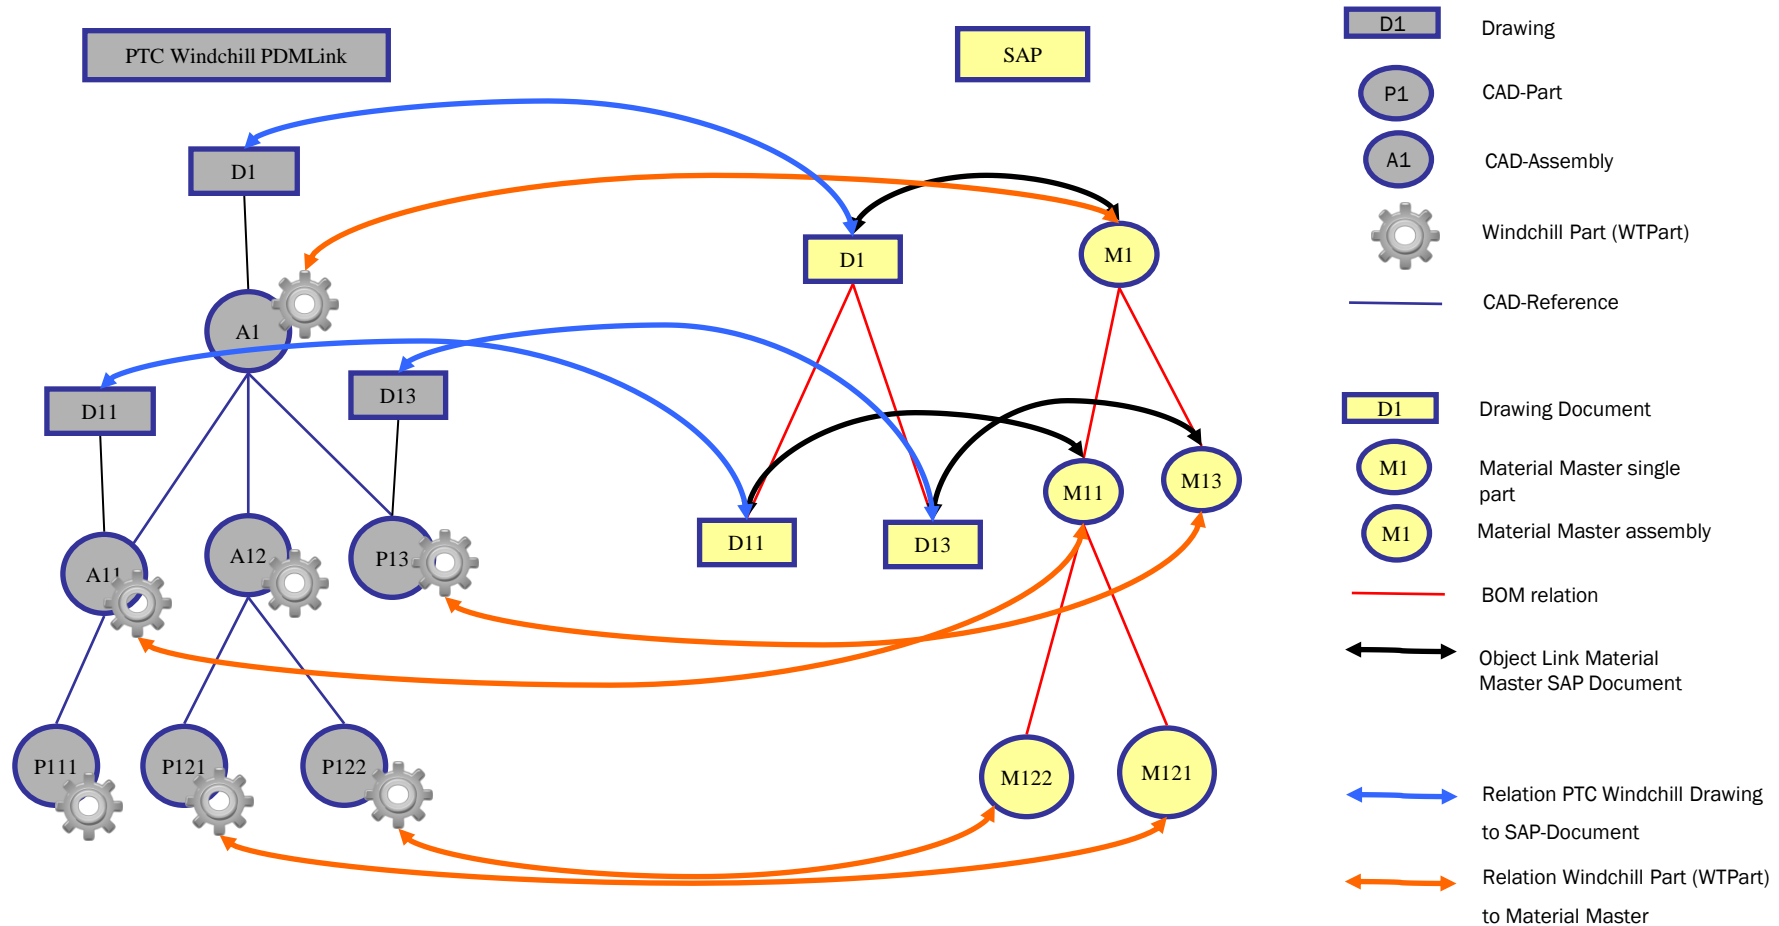 PTC Windchill PDMLink
SAP
D1
A1
D11
D13
A11
A12
P13
P111
P121
P122
D1
M1
D11
D13
M11
M13
M122
M121
D1
Drawing
P1
CAD-Part
A1
CAD-Assembly
Windchill Part (WTPart)
CAD-Reference
D1
Drawing Document
M1
Material Master single
part
M1
Material Master assembly
BOM relation
Object Link Material
Master SAP Document
Relation PTC Windchill Drawing
to SAP-Document
Relation Windchill Part (WTPart)
to Material Master